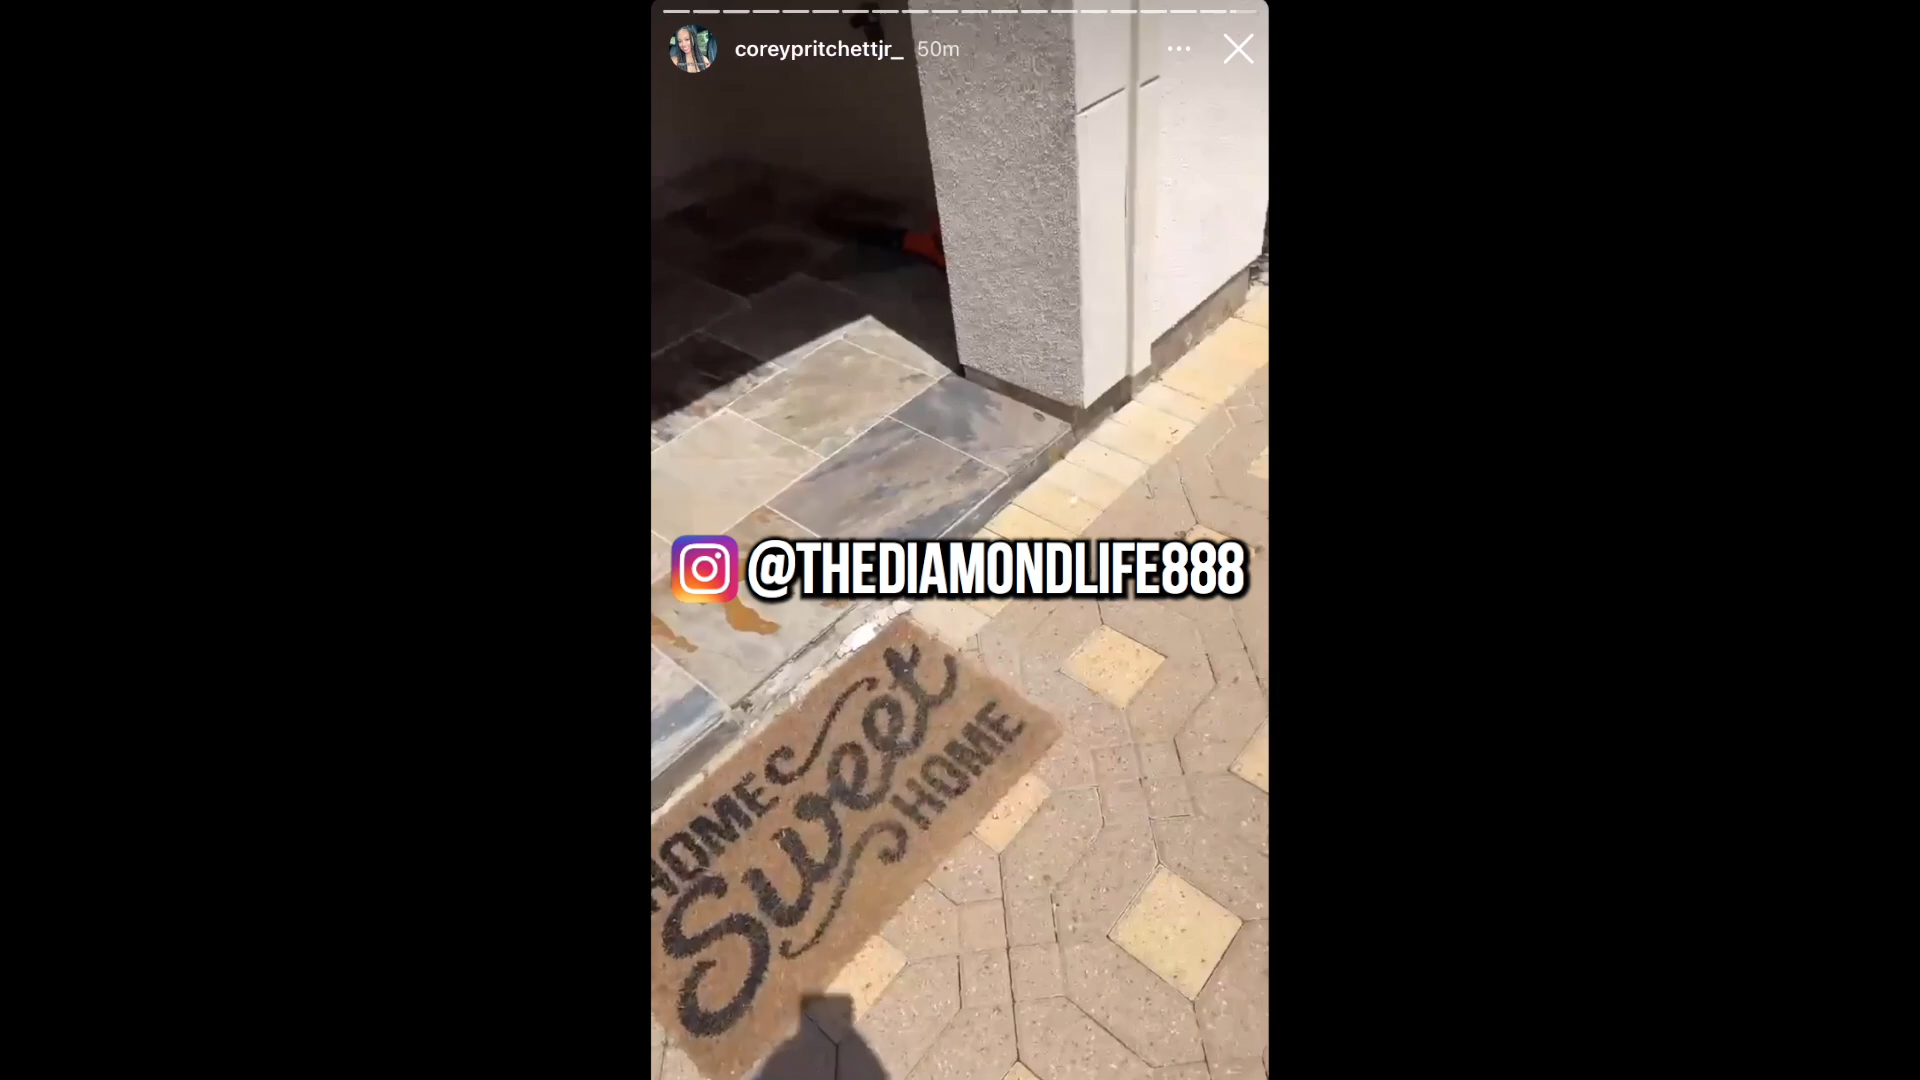 coreypritchettjr_ 50m
@THEDIAMONDLIFE888
HOME
Sweet
HOME